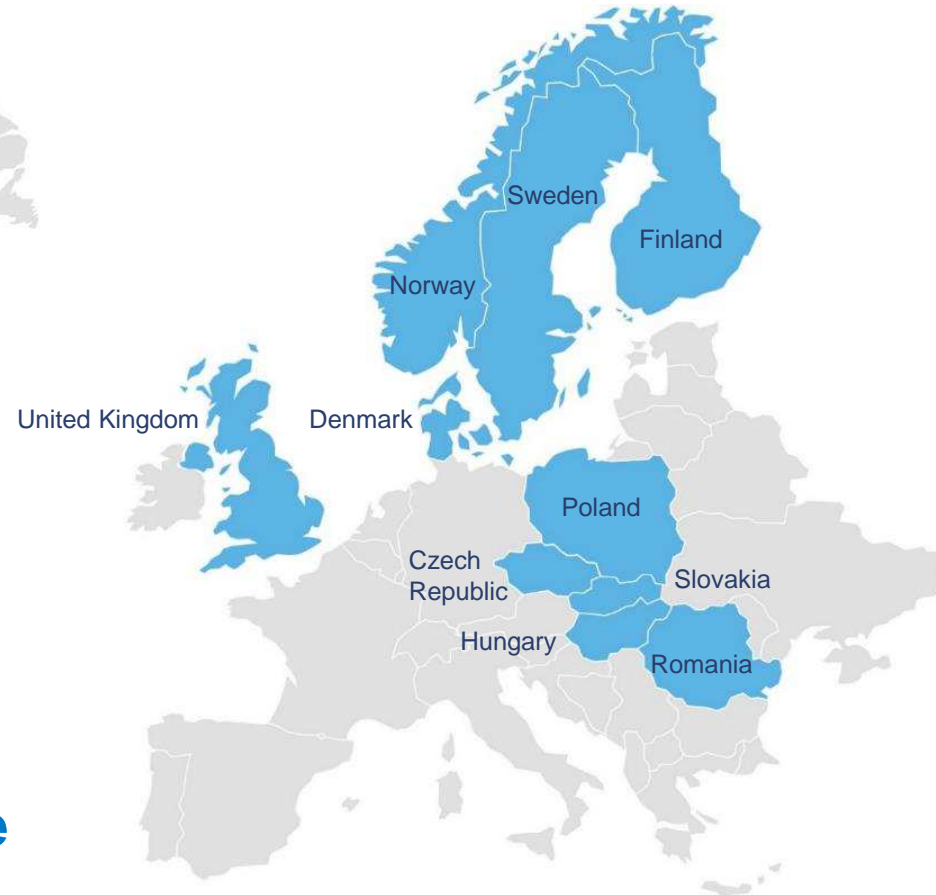 Sweden
Finland
Norway
United Kingdom
Denmark
Poland
Czech
Republic
Slovakia
Hungary
Romania
e